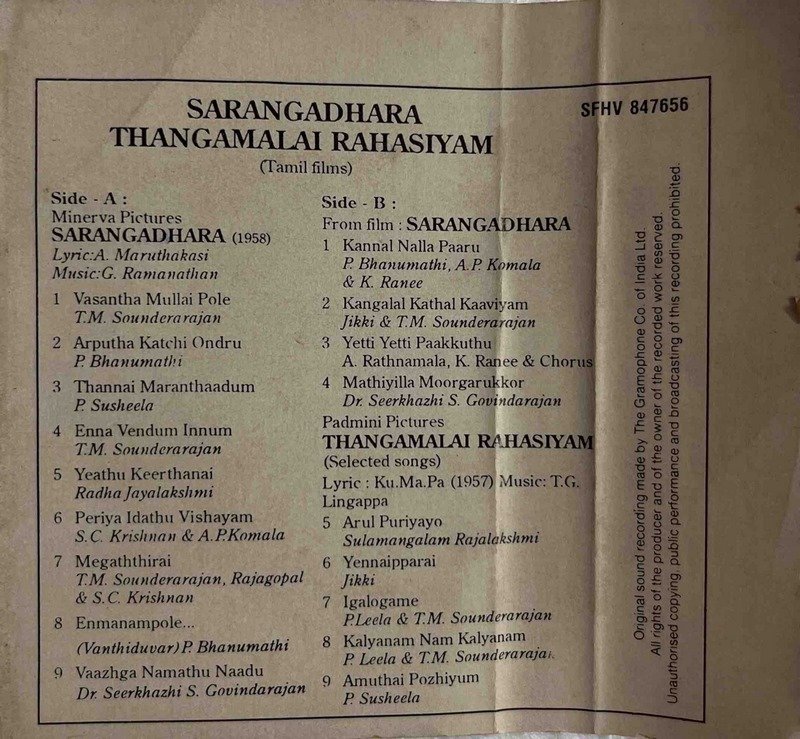 SARANGADHARA
THANGAMALAI RAHASIYAM
(Tamil films)
SFHV 847656
Side - A :
Minerva Pictures
SARANGADHARA (1958)
Lyric:A. Maruthakasi
Music:G. Ramanathan
1 Vasantha Mullai Pole
T.M. Sounderarajan
2 Arputha Katchi Ondru
P. Bhanumathi
3 Thannai Maranthaadum
P. Susheela
4 Enna Vendum Innum
T.M. Sounderarajan
5 Yeathu Keerthanai
Radha Jayalakshmi
6 Periya Idathu Vishayam
S.C. Krishnan & A.P.Komala
7 Megaththirai
T.M. Sounderarajan, Rajagopal
& S.C. Krishnan
8 Enmanampole...
(Vanthiduvar) P. Bhanumathi
9 Vaazhga Namathu Naadu
Dr. Seerkhazhi S. Govindarajan
Side - B :
From film : SARANGADHARA
1 Kannal Nalla Paaru
P. Bhanumathi, A.P. Komala
& K. Ranee
2 Kangalal Kathal Kaaviyam
Jikki & T.M. Sounderarajan
3 Yetti Yetti Paakkuthu
A. Rathnamala, K. Ranee & Chorus
4 Mathiyilla Moorgarukkor
Dr. Seerkhazhi S. Govindarajan
Padmini Pictures
THANGAMALAI RAHASIYAM
(Selected songs)
Lyric : Ku.Ma.Pa (1957) Music: T.G.
Lingappa
5 Arul Puriyayo
Sulamangalam Rajalakshmi
6 Yennaipparai
Jikki
7 Igalogame
P.Leela & T.M. Sounderarajan
8 Kalyanam Nam Kalyanam
P. Leela & T.M. Sounderarajan
9 Amuthai Pozhiyum
P. Susheela
Original sound recording made by The Gramophone Co of India Ltd.
All rights of the producer and of the owner of the recorded work reserved.
Unauthorised copying public performance and broadcasting of this recording prohibited.